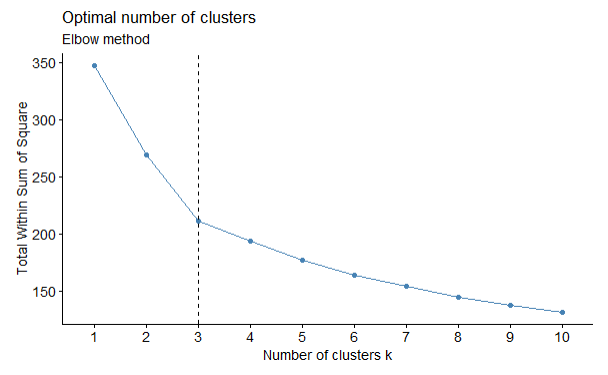 Optimal number of clusters
Elbow method
Total Within Sum of Square
350
300
250
200
150
1 2 3 4 5 6 7 8 9 10
Number of clusters k